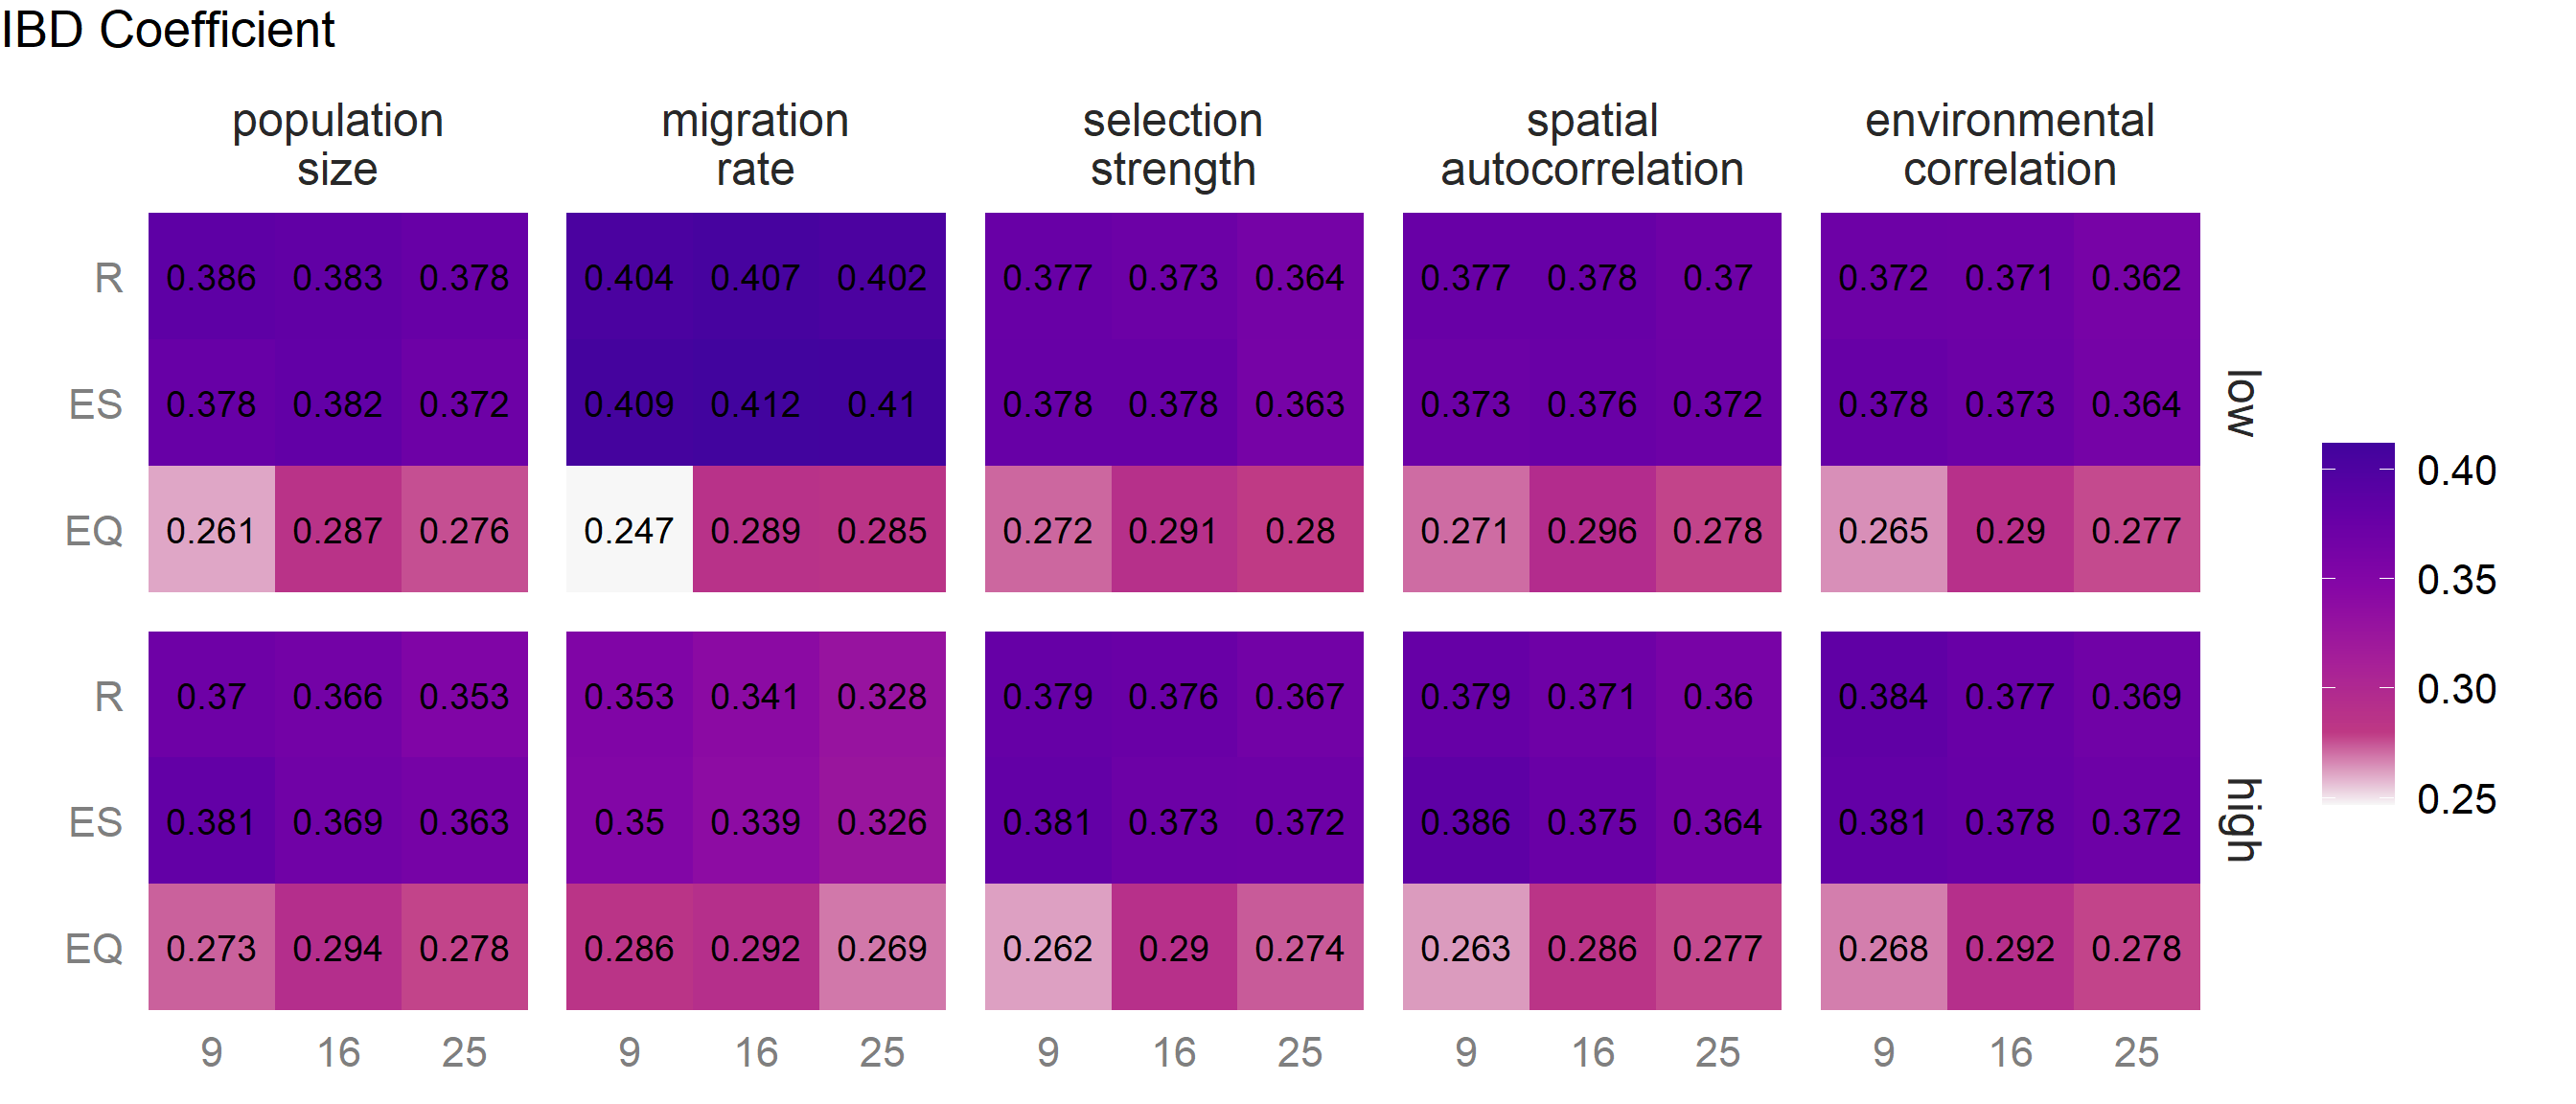 IBD Coefficient
population migration selection spatial environmental
size rate strength autocorrelation correlation
R 0.386 0.383 0.378 0.404 0.407 0.402 0.377 0.373 0.364 0.377 0.378 0.37 0.372 0.371 0.362
ES 0.378 0.382 0.372 0.409 0.412 0.41 0.378 0.378 0.363 0.373 0.376 0.372 0.378 0.373 0.364
low
EQ 0.261 0.287 0.276 0.247 0.289 0.285 0.272 0.291 0.28 0.271 0.296 0.278 0.265 0.29 0.277
R 0.37 0.366 0.353 0.353 0.341 0.328 0.379 0.376 0.367 0.379 0.371 0.36 0.384 0.377 0.369
ES 0.381 0.369 0.363 0.35 0.339 0.326 0.381 0.373 0.372 0.386 0.375 0.364 0.381 0.378 0.372
high
EQ 0.273 0.294 0.278 0.286 0.292 0.269 0.262 0.29 0.274 0.263 0.286 0.277 0.268 0.292 0.278
9 16 25 9 16 25 9 16 25 9 16 25 9 16 25
0.40
0.35
0.30
0.25